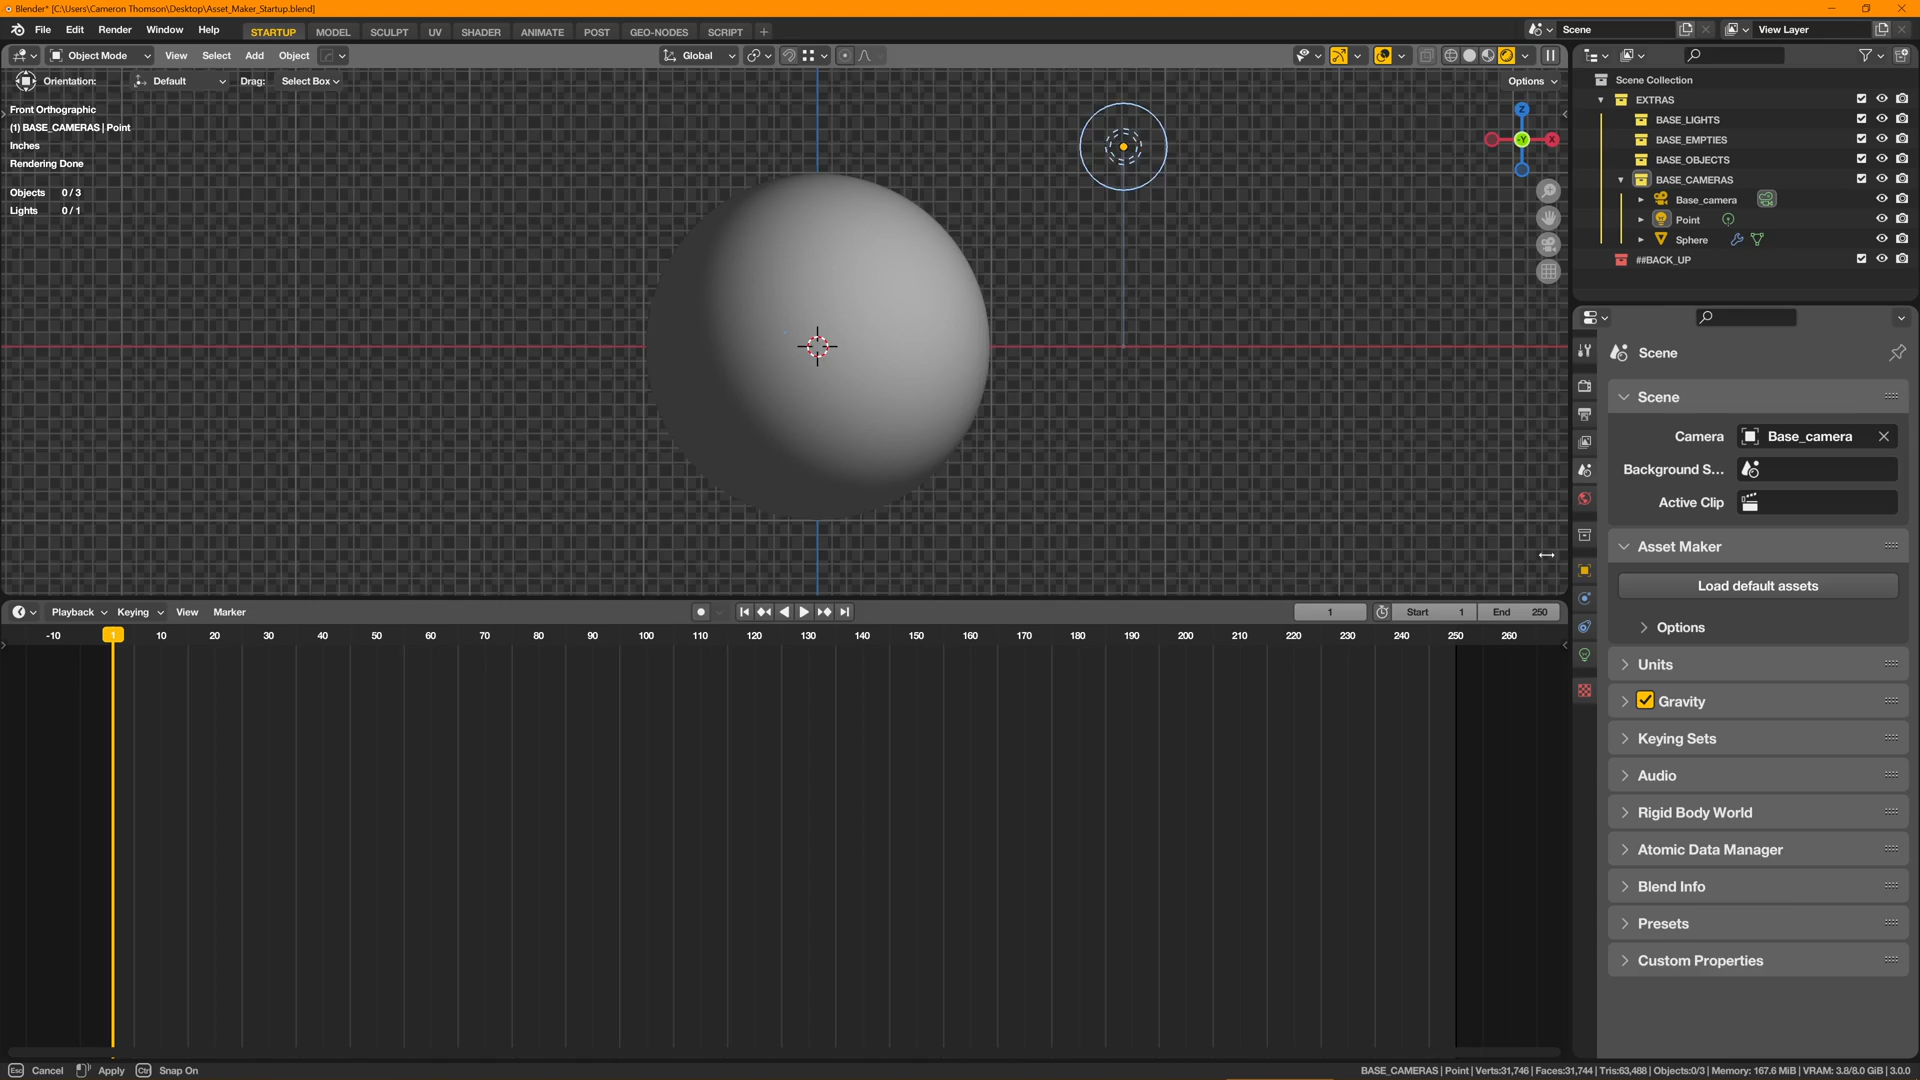 Blender* [C:\Users\Cameron Thomson\Desktop\Asset_Maker_Startup.blend]
File Edit Render Window Help STARTUP MODEL SCULPT UV SHADER ANIMATE POST GEO-NODES SCRIPT + Scene View Layer
Object Mode View Select Add Object Global
Orientation: Default Drag: Select Box Options
Front Orthographic
(1) BASE_CAMERAS | Point
Inches
Rendering Done
Objects 0 / 3
Lights 0 / 1
Z
-Y
X
Scene Collection
EXTRAS
BASE_LIGHTS
BASE_EMPTIES
BASE_OBJECTS
BASE_CAMERAS
Base_camera
Point
Sphere
##BACK_UP
Scene
Scene
Camera Base_camera
Background S...
Active Clip
Asset Maker
Load default assets
Options
Units
Gravity
Keying Sets
Audio
Rigid Body World
Atomic Data Manager
Blend Info
Presets
Custom Properties
Playback Keying View Marker 1 Start 1 End 250
-10 1 10 20 30 40 50 60 70 80 90 100 110 120 130 140 150 160 170 180 190 200 210 220 230 240 250 260
Esc Cancel Apply Ctrl Snap On
BASE_CAMERAS | Point | Verts:31,746 | Faces:31,744 | Tris:63,488 | Objects:0/3 | Memory: 167.6 MiB | VRAM: 3.8/8.0 GiB | 3.0.0